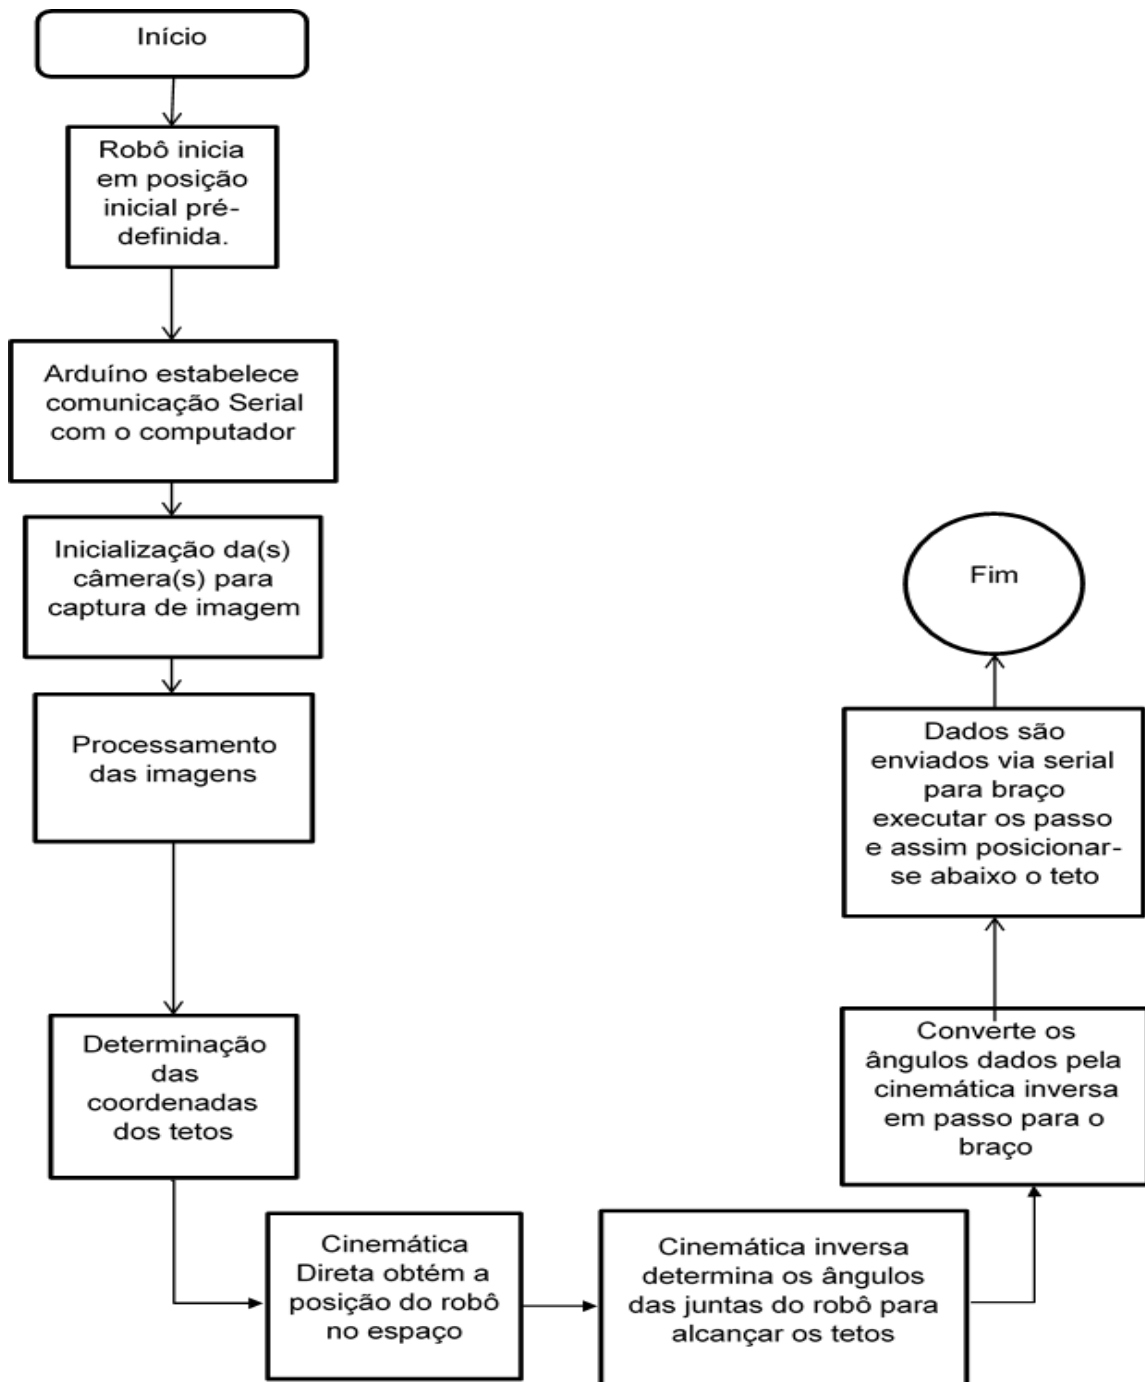 Início
Robô inicia
em posição
inicial pré-
definida.
Arduíno estabelece
comunicação Serial
com o computador
Inicialização da(s)
câmera(s) para
captura de imagem
Processamento
das imagens
Determinação
das
coordenadas
dos tetos
Cinemática
Direta obtém a
posição do robô
no espaço
Cinemática inversa
determina os ângulos
das juntas do robô para
alcançar os tetos
Converte os
ângulos dados pela
cinemática inversa
em passo para o
braço
Dados são
enviados via serial
para braço
executar os passo
e assim posicionar-
se abaixo o teto
Fim